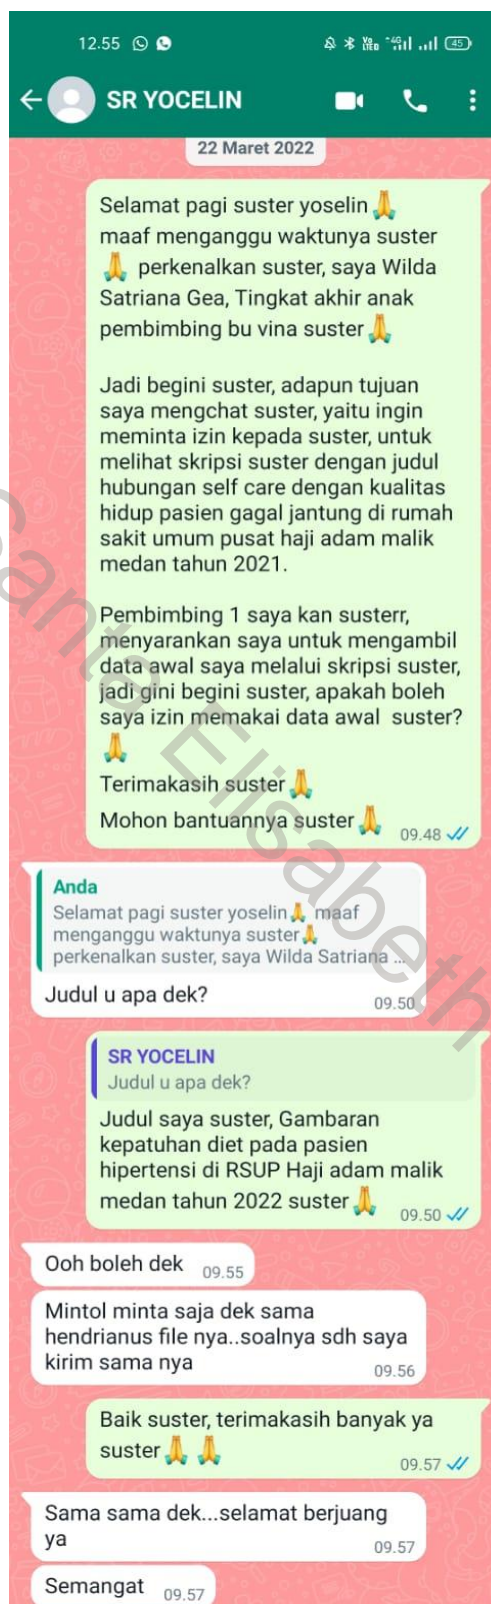 12.55
45
SR YOCELIN
22 Maret 2022
Selamat pagi suster yoselin🙏
maaf menganggu waktunya suster
🙏 perkenalkan suster, saya Wilda
Satriana Gea, Tingkat akhir anak
pembimbing bu vina suster🙏
Jadi begini suster, adapun tujuan
saya mengchat suster, yaitu ingin
meminta izin kepada suster, untuk
melihat skripsi suster dengan judul
hubungan self care dengan kualitas
hidup pasien gagal jantung di rumah
sakit umum pusat haji adam malik
medan tahun 2021.
Pembimbing 1 saya kan susterr,
menyarankan saya untuk mengambil
data awal saya melalui skripsi suster,
jadi gini begini suster, apakah boleh
saya izin memakai data awal suster?
🙏
Terimakasih suster🙏
Mohon bantuannya suster🙏 09.48
Anda
Selamat pagi suster yoselin🙏 maaf
menganggu waktunya suster🙏
perkenalkan suster, saya Wilda Satriana ...
Judul u apa dek? 09.50
SR YOCELIN
Judul u apa dek?
Judul saya suster, Gambaran
kepatuhan diet pada pasien
hipertensi di RSUP Haji adam malik
medan tahun 2022 suster🙏 09.50
Ooh boleh dek 09.55
Mintol minta saja dek sama
hendrianus file nya..soalnya sdh saya
kirim sama nya 09.56
Baik suster, terimakasih banyak ya
suster🙏🙏 09.57
Sama sama dek...selamat berjuang
ya 09.57
Semangat 09.57
Santa Elisabeth